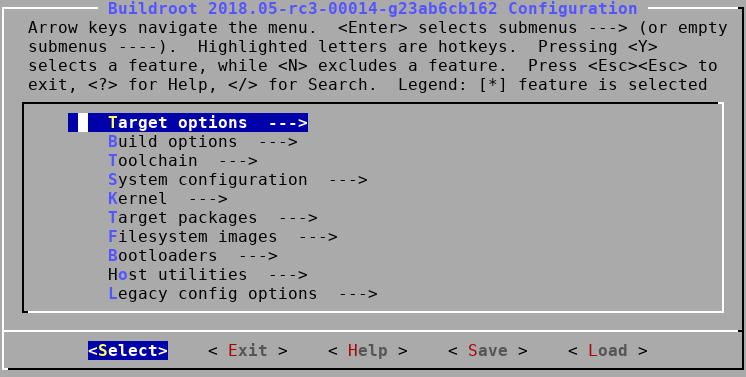 Buildroot 2018.05-rc3-00014-g23ab6cb162 Configuration
Arrow keys navigate the menu.  <Enter> selects submenus ---> (or empty
submenus ----).  Highlighted letters are hotkeys.  Pressing <Y>
selects a feature, while <N> excludes a feature.  Press <Esc><Esc> to
exit, <?> for Help, </> for Search.  Legend: [*] feature is selected
Target options  --->
Build options  --->
Toolchain  --->
System configuration  --->
Kernel  --->
Target packages  --->
Filesystem images  --->
Bootloaders  --->
Host utilities  --->
Legacy config options  --->
<Select>    < Exit >    < Help >    < Save >    < Load >